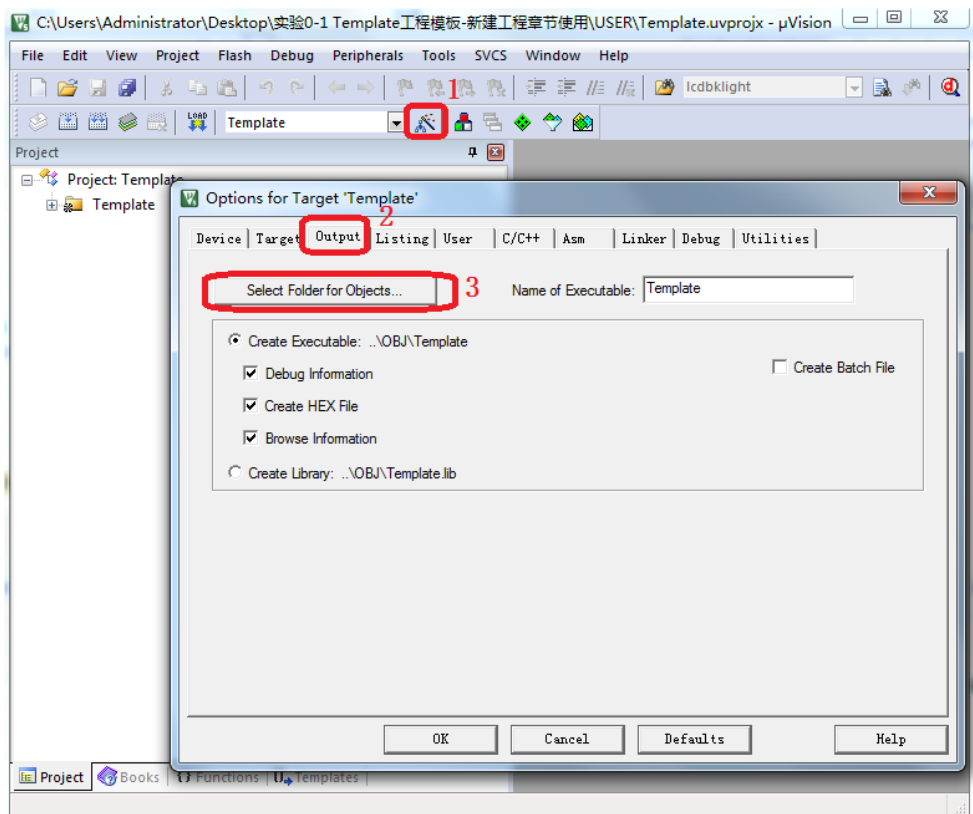 C:\Users\Administrator\Desktop\实验0-1 Template工程模板-新建工程章节使用\USER\Template.uvprojx - µVision
File Edit View Project Flash Debug Peripherals Tools SVCS Window Help
1
lcdbklight
LOAD
Template
Project
Project: Template
Template
Options for Target 'Template'
2
Device Target Output Listing User C/C++ Asm Linker Debug Utilities
Select Folder for Objects... 3 Name of Executable: Template
Create Executable: ..\OBJ\Template
Debug Information
Create Batch File
Create HEX File
Browse Information
Create Library: ..\OBJ\Template.lib
OK Cancel Defaults Help
Project Books {} Functions 0 Templates